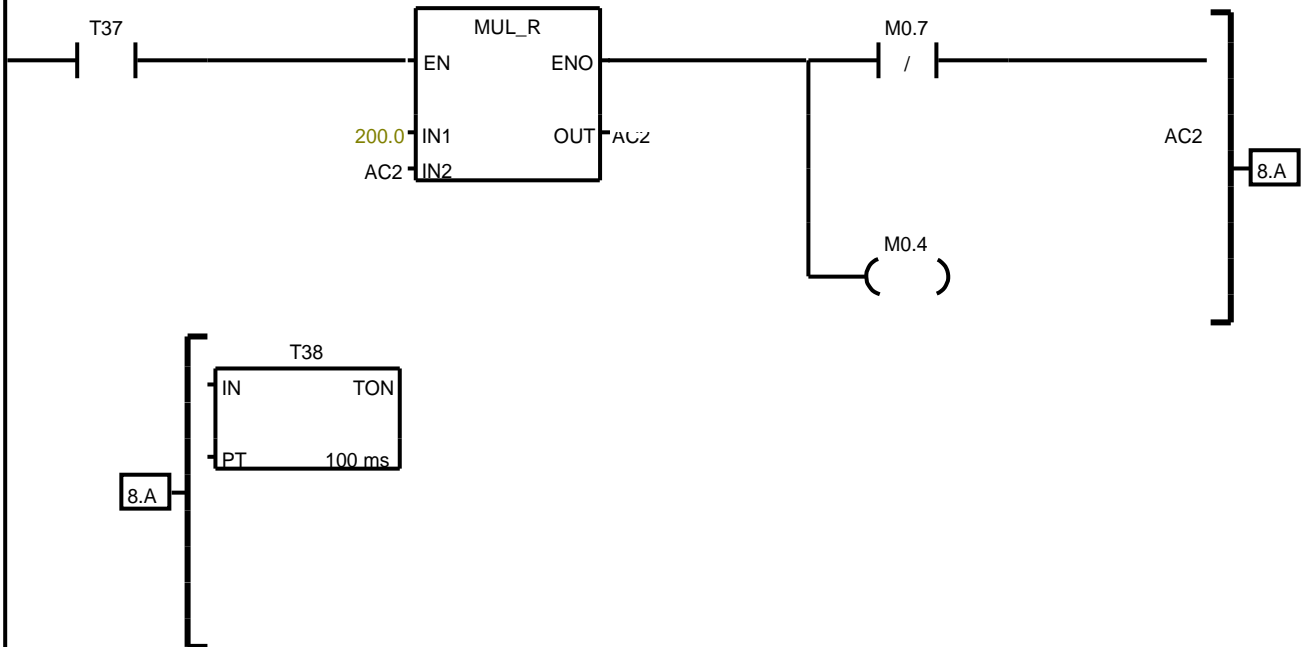 T37
MUL_R
M0.7
EN ENO
/
200.0 IN1 OUT AC2
AC2
AC2 IN2
8.A
M0.4
T38
IN TON
PT 100 ms
8.A